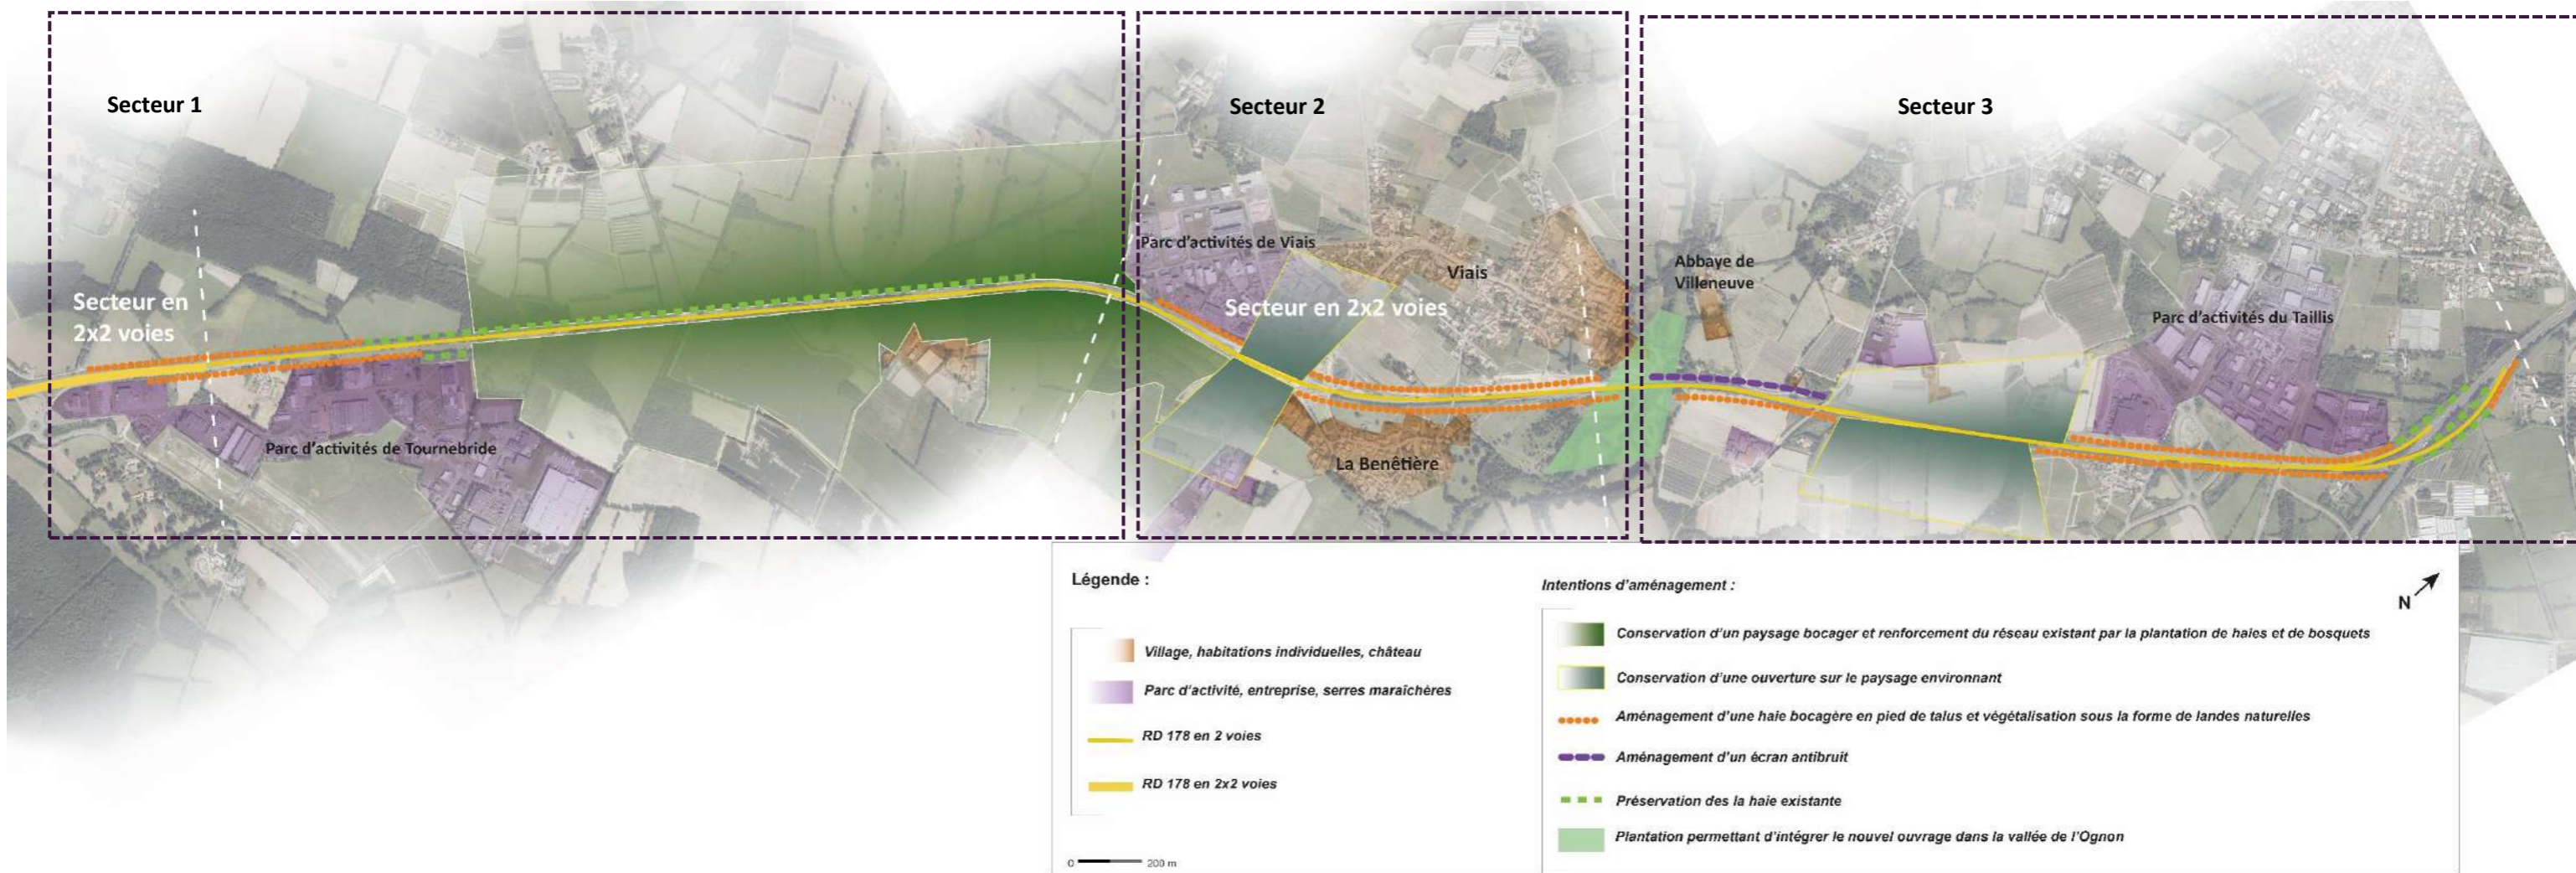 Secteur 1
Secteur 2
Secteur 3
Parc d'activités de Viais
Viais
Abbaye de
Villeneuve
Secteur en
2x2 voies
Secteur en 2x2 voies
Parc d'activités du Taillis
Parc d'activités de Tournebride
La Benêtière
Légende :
Village, habitations individuelles, château
Parc d'activité, entreprise, serres maraîchères
RD 178 en 2 voies
RD 178 en 2x2 voies
0 200 m
Intentions d'aménagement :
N
Conservation d'un paysage bocager et renforcement du réseau existant par la plantation de haies et de bosquets
Conservation d'une ouverture sur le paysage environnant
Aménagement d'une haie bocagère en pied de talus et végétalisation sous la forme de landes naturelles
Aménagement d'un écran antibruit
Préservation des la haie existante
Plantation permettant d'intégrer le nouvel ouvrage dans la vallée de l'Ognon